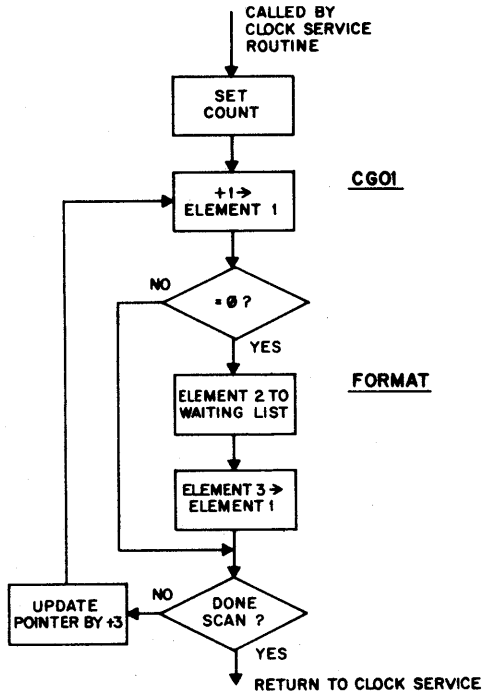 CALLED BY
CLOCK SERVICE
ROUTINE
SET
COUNT
CG01
+1→
ELEMENT 1
NO
= Ø ?
YES
FORMAT
ELEMENT 2 TO
WAITING LIST
ELEMENT 3 →
ELEMENT 1
NO
DONE
SCAN ?
UPDATE
POINTER BY +3
YES
RETURN TO CLOCK SERVICE